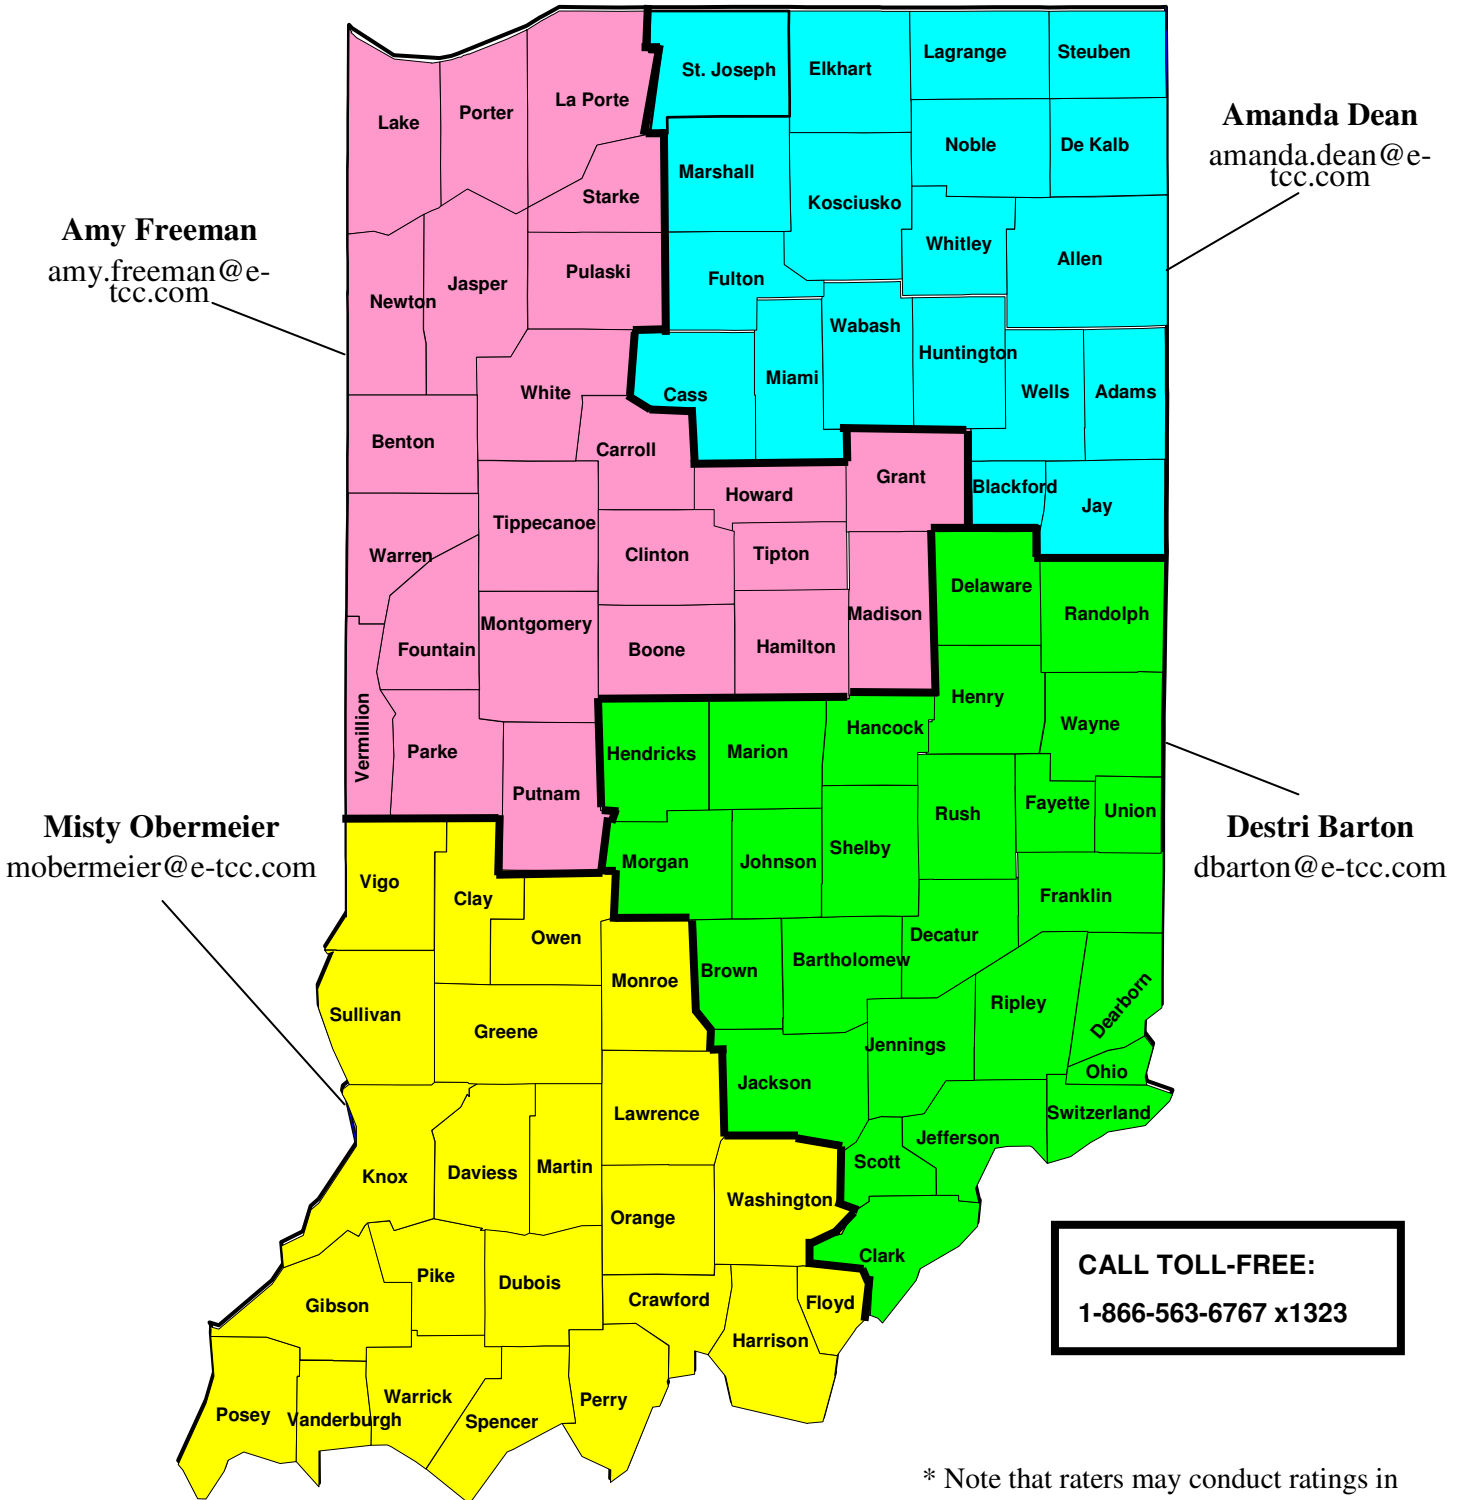 St. Joseph
Elkhart
Lagrange
Steuben
Lake
Porter
La Porte
Marshall
Noble
De Kalb
Amanda Dean
amanda.dean@e-
tcc.com
Starke
Kosciusko
Whitley
Allen
Amy Freeman
amy.freeman@e-
tcc.com
Newton
Jasper
Pulaski
Fulton
Wabash
Huntington
White
Cass
Miami
Wells
Adams
Benton
Carroll
Howard
Grant
Blackford
Jay
Warren
Tippecanoe
Clinton
Tipton
Madison
Delaware
Randolph
Fountain
Montgomery
Boone
Hamilton
Henry
Wayne
Vermillion
Parke
Putnam
Hendricks
Marion
Hancock
Rush
Fayette
Union
Misty Obermeier
mobermeier@e-tcc.com
Destri Barton
dbarton@e-tcc.com
Vigo
Clay
Owen
Morgan
Johnson
Shelby
Franklin
Decatur
Monroe
Brown
Bartholomew
Ripley
Dearborn
Sullivan
Greene
Jennings
Ohio
Jackson
Switzerland
Lawrence
Jefferson
Scott
Knox
Daviess
Martin
Washington
Orange
Clark
Gibson
Pike
Dubois
Crawford
Floyd
Harrison
CALL TOLL-FREE:
1-866-563-6767 x1323
Posey
Vanderburgh
Warrick
Spencer
Perry
* Note that raters may conduct ratings in